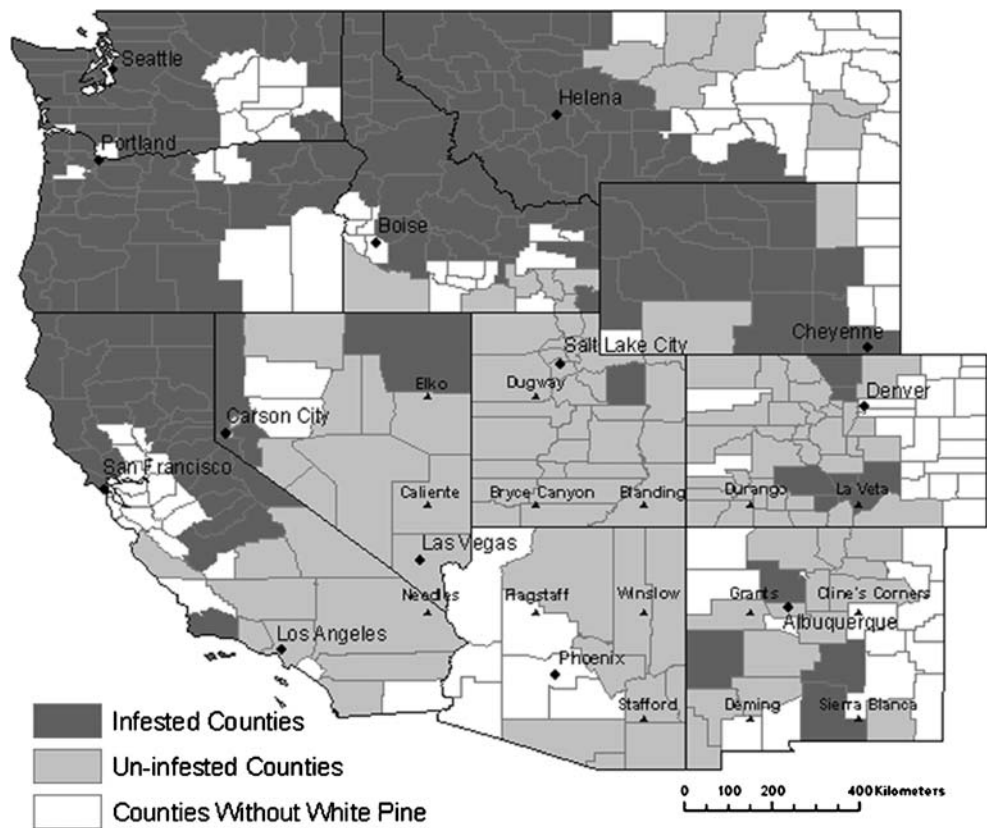 Seattle
Helena
Portland
Boise
Cheyenne
Salt Lake City
Elko
Dugway
Denver
Carson City
San Francisco
Caliente
Bryce Canyon
Blanding
Durango
La Veta
Las Vegas
Needles
Flagstaff
Winslow
Grants
Cline's Corners
Albuquerque
Los Angeles
Phoenix
Stafford
Deming
Sierra Blanca
Infested Counties
Un-infested Counties
Counties Without White Pine
0 100 200 400 Kilometers